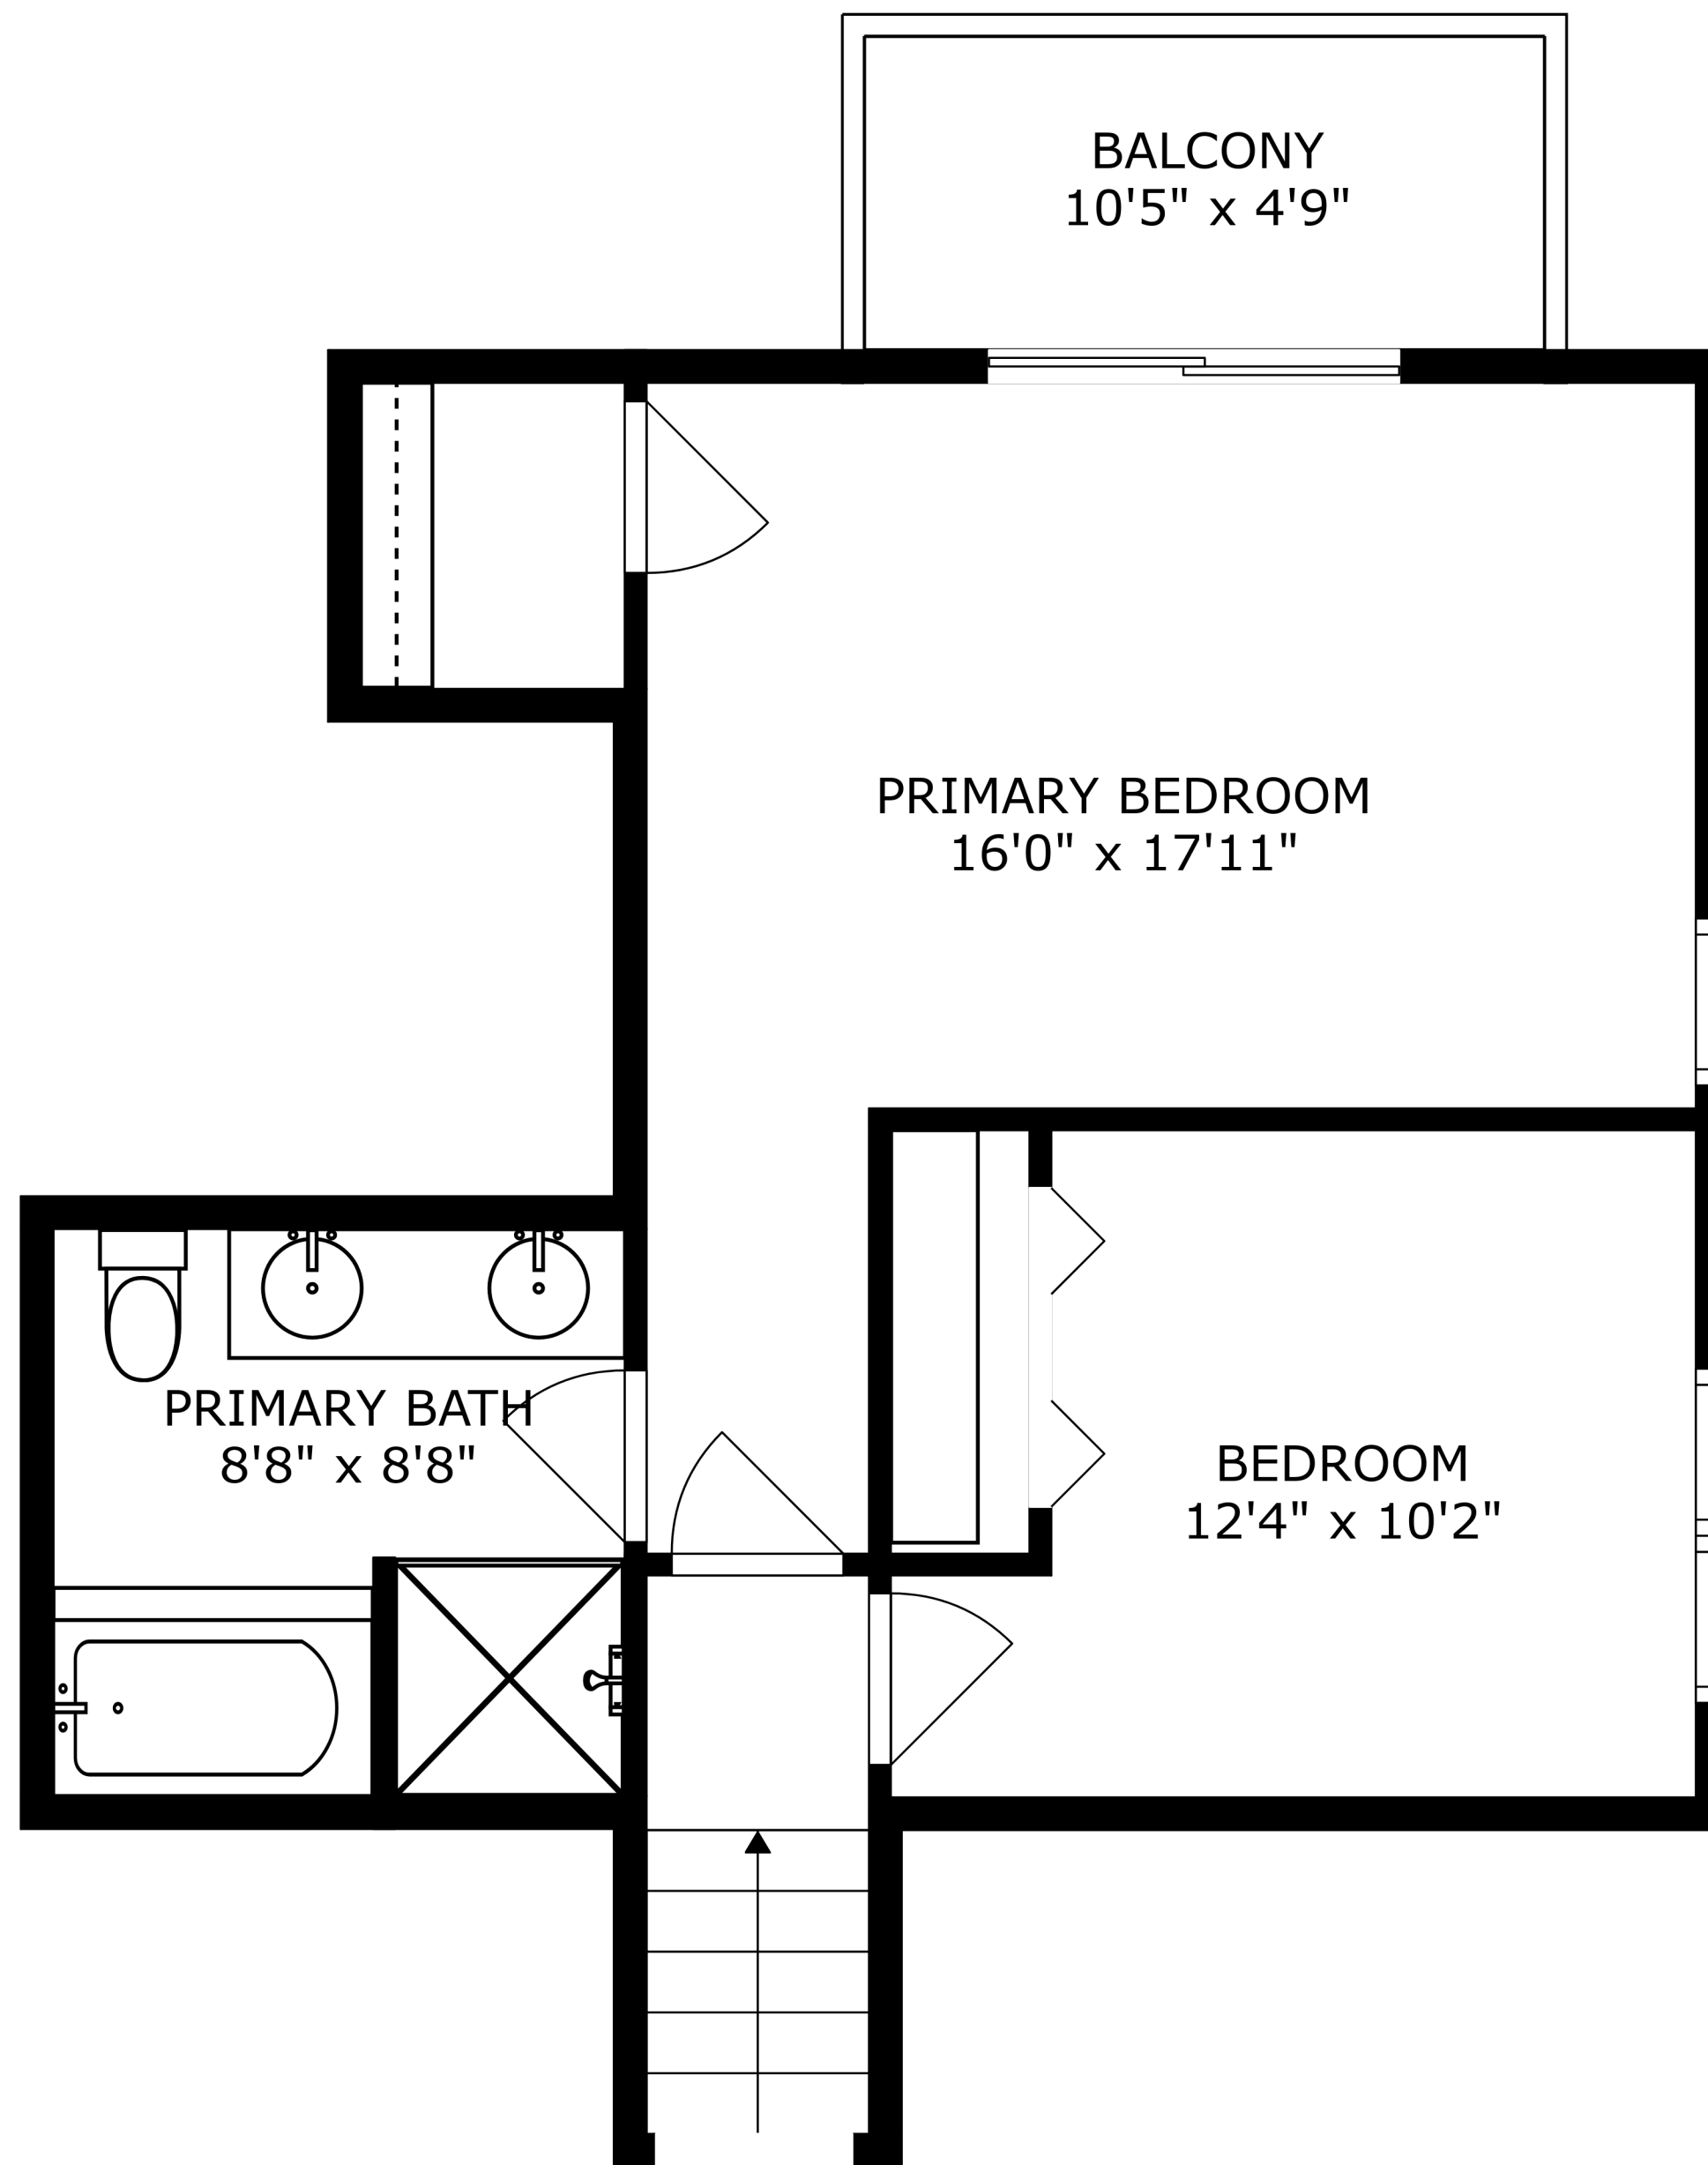 BALCONY
10'5" x 4'9"
PRIMARY BEDROOM
16'0" x 17'11"
PRIMARY BATH
8'8" x 8'8"
BEDROOM
12'4" x 10'2"